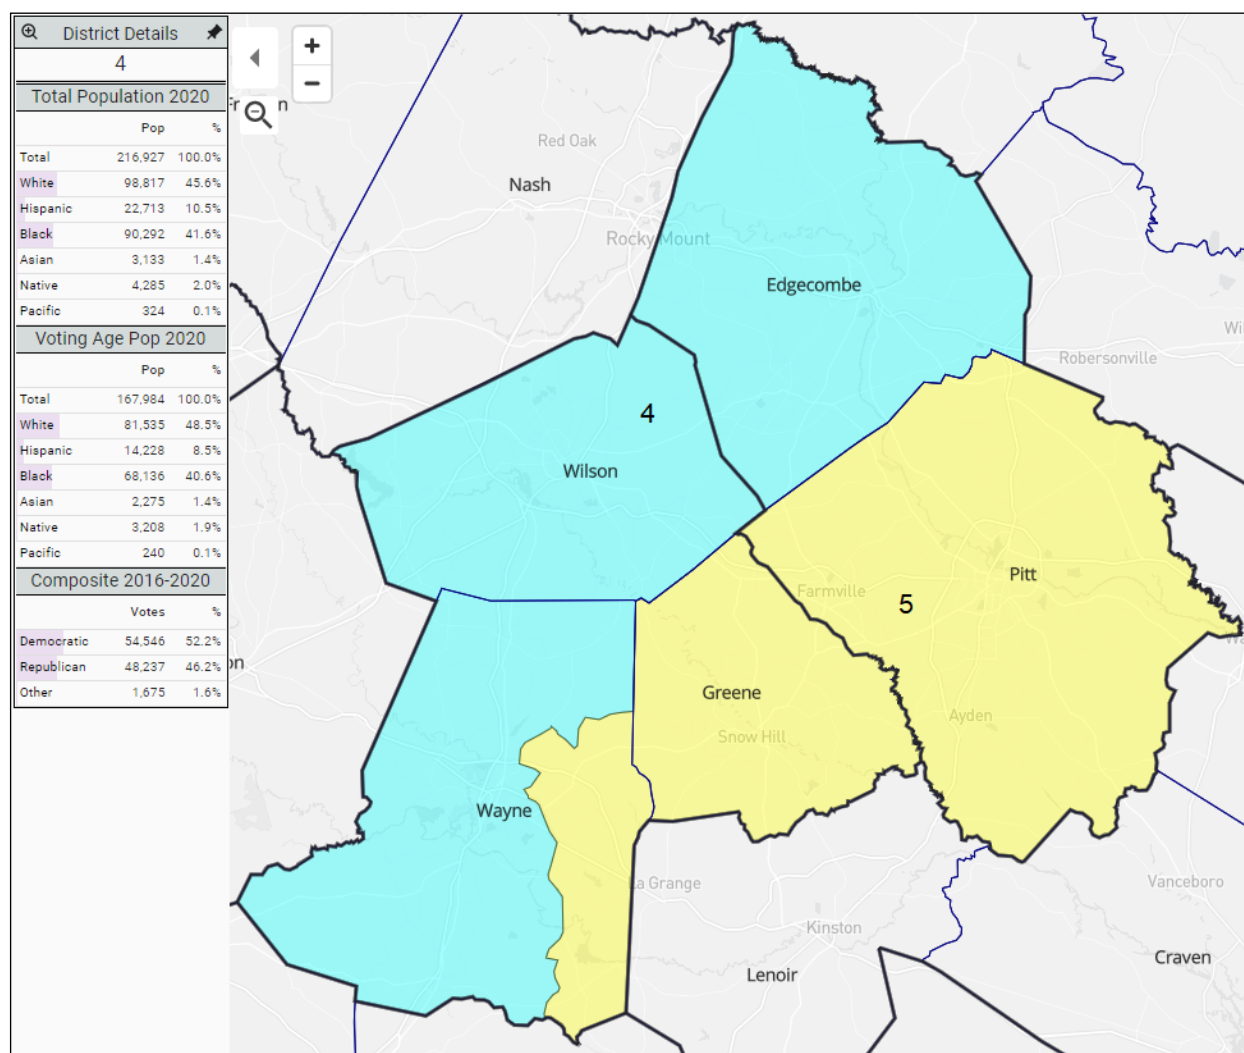 District Details
4
Total Population 2020
Pop %
Total 216,927 100.0%
White 98,817 45.6%
Hispanic 22,713 10.5%
Black 90,292 41.6%
Asian 3,133 1.4%
Native 4,285 2.0%
Pacific 324 0.1%
Voting Age Pop 2020
Pop %
Total 167,984 100.0%
White 81,535 48.5%
Hispanic 14,228 8.5%
Black 68,136 40.6%
Asian 2,275 1.4%
Native 3,208 1.9%
Pacific 240 0.1%
Composite 2016-2020
Votes %
Democratic 54,546 52.2%
Republican 48,237 46.2%
Other 1,675 1.6%
+
−
Red Oak
Nash
Rocky Mount
Edgecombe
Robersonville
4
Wilson
Pitt
Farmville
5
Greene
Ayden
Snow Hill
Wayne
La Grange
Vanceboro
Kinston
Craven
Lenoir